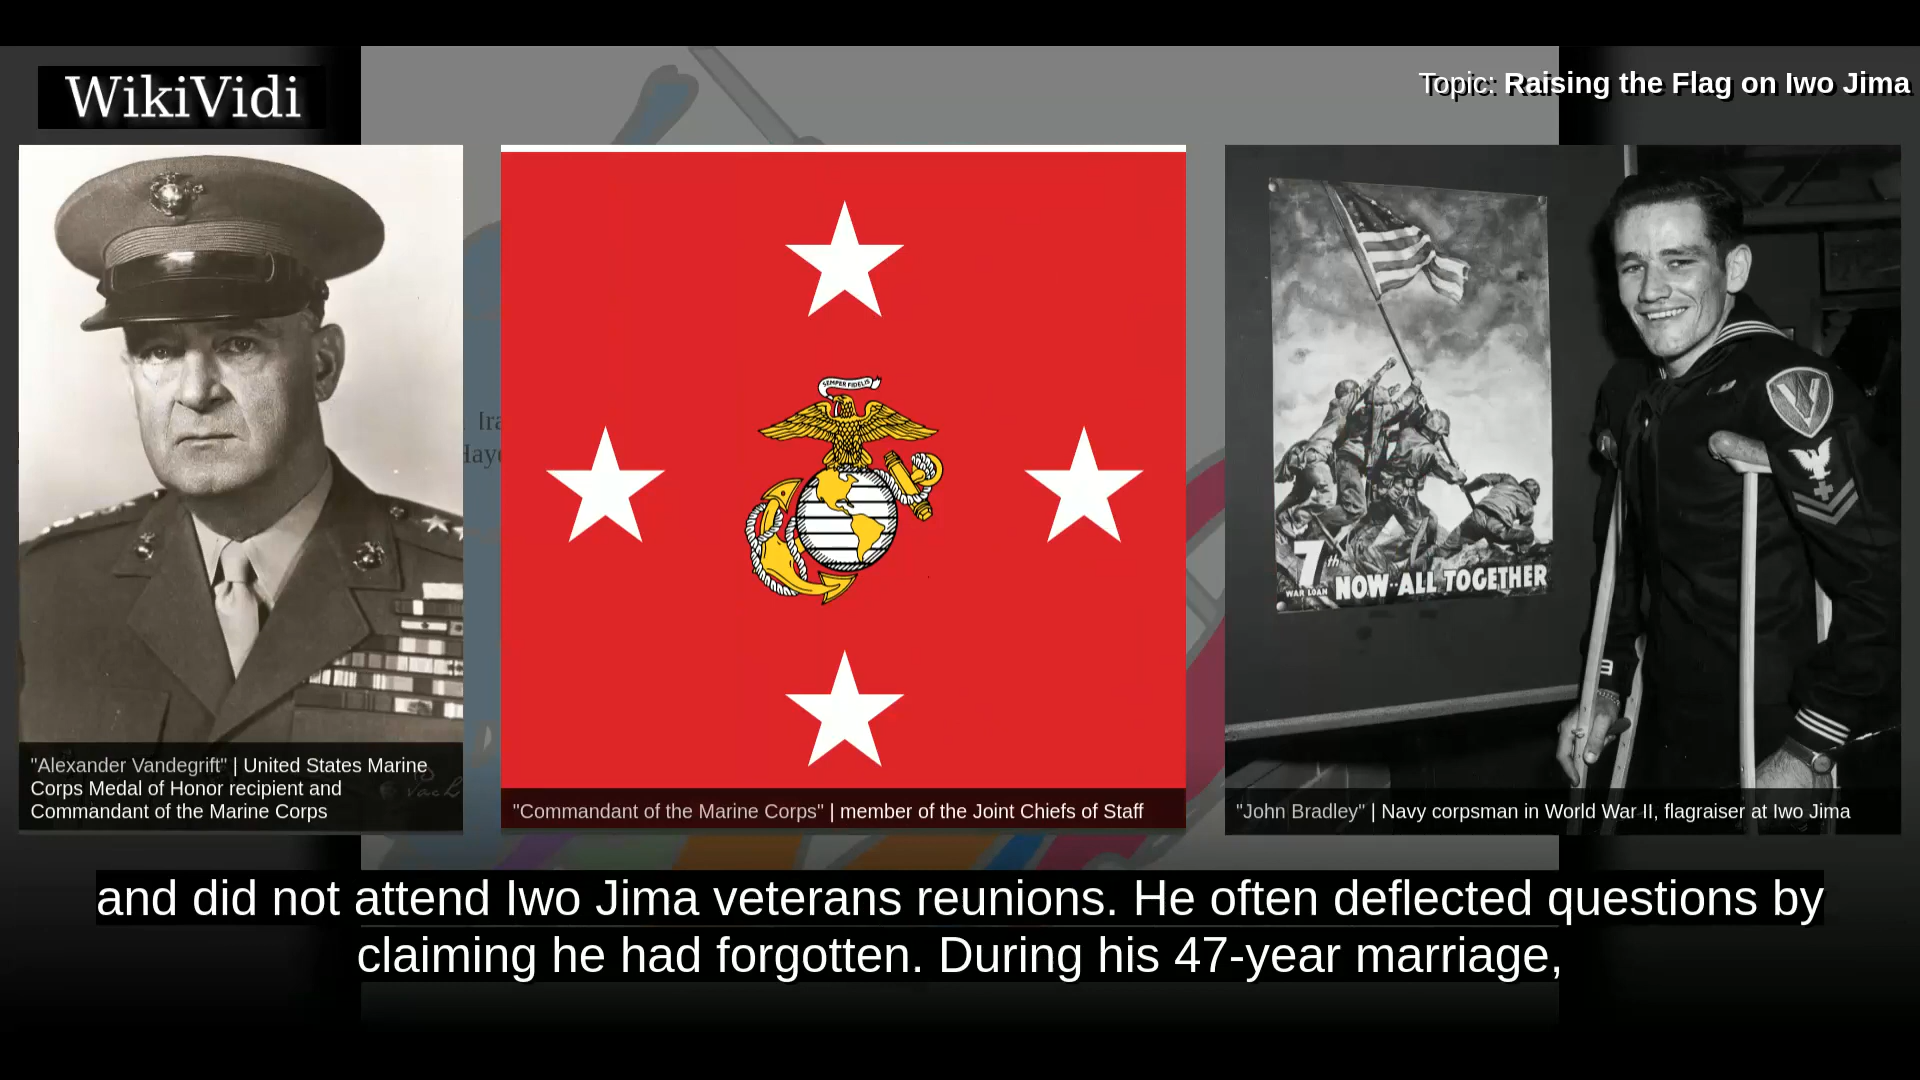 WikiVidi
Topic: Raising the Flag on Iwo Jima
SEMPER FIDELIS
7th
WAR LOAN
NOW··ALL TOGETHER
"Alexander Vandegrift" | United States Marine
Corps Medal of Honor recipient and
Commandant of the Marine Corps
"Commandant of the Marine Corps" | member of the Joint Chiefs of Staff
"John Bradley" | Navy corpsman in World War II, flagraiser at Iwo Jima
and did not attend Iwo Jima veterans reunions. He often deflected questions by
claiming he had forgotten. During his 47-year marriage,